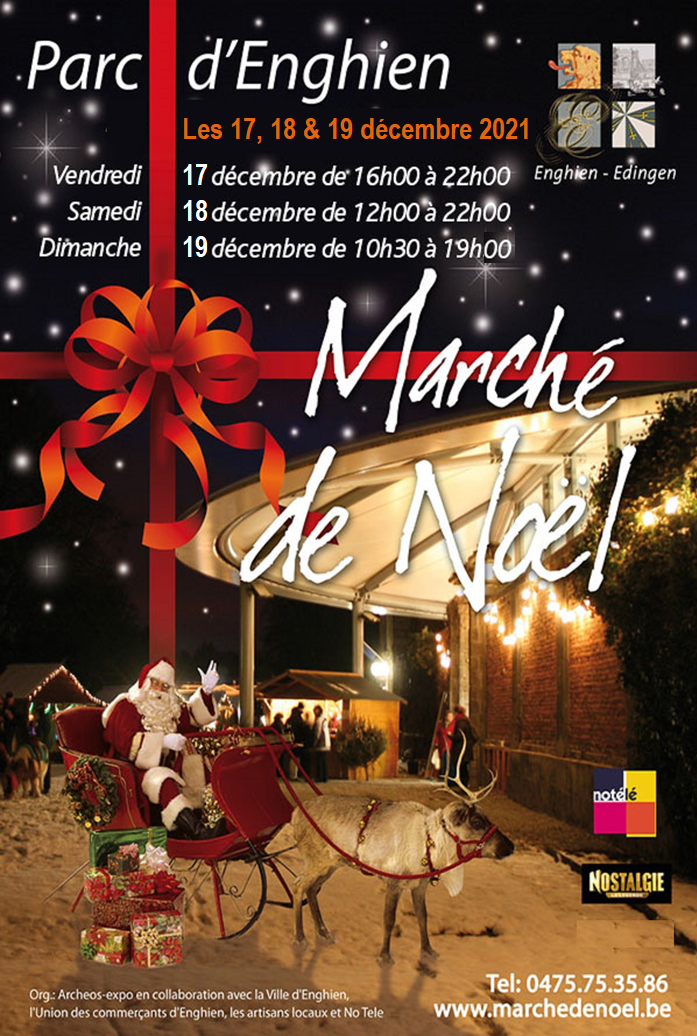 Parc d'Enghien
Les 17, 18 & 19 décembre 2021
Vendredi 17 décembre de 16h00 à 22h00
Samedi 18 décembre de 12h00 à 22h00
Dimanche 19 décembre de 10h30 à 19h00
E
Enghien - Edingen
Marché
de Noël
notélé
NOSTALGIE
Tel: 0475.75.35.86
www.marchedenoel.be
Org.: Archeos-expo en collaboration avec la Ville d'Enghien,
l'Union des commerçants d'Enghien, les artisans locaux et No Tele